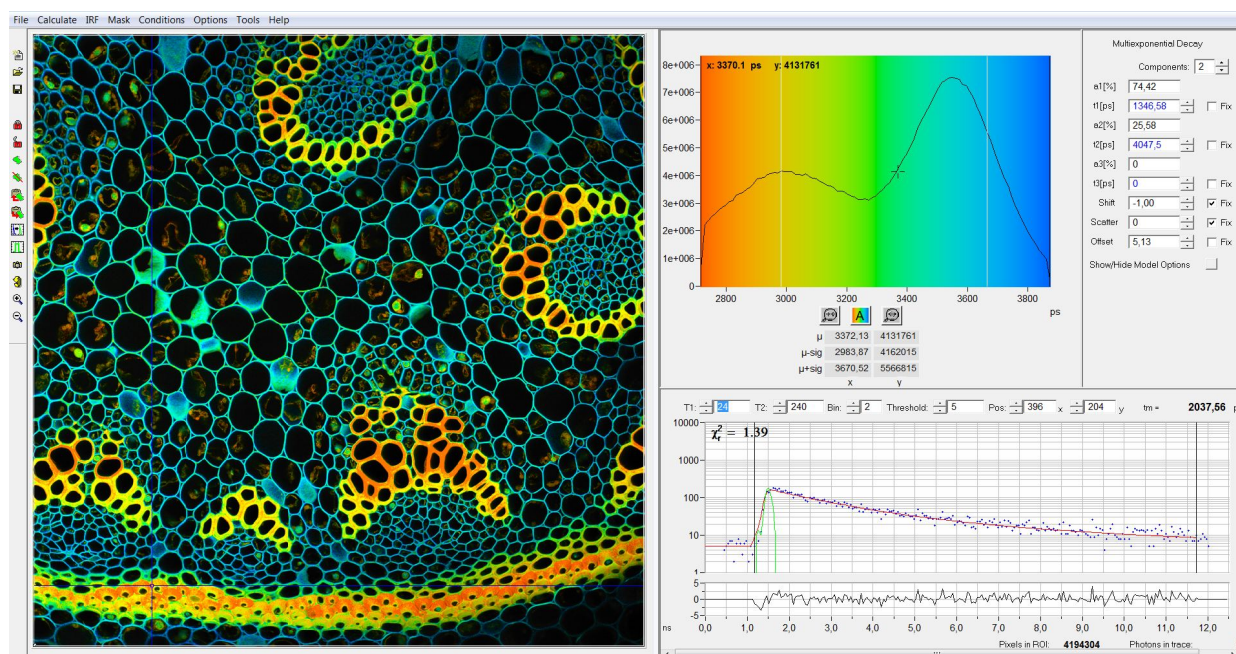 File Calculate IRF Mask Conditions Options Tools Help
x: 3370.1 ps y: 4131761
8e+006
7e+006
6e+006
5e+006
4e+006
3e+006
2e+006
1e+006
0
2800 3000 3200 3400 3600 3800
ps
A
μ 3372,13 4131761
μ-sig 2983,87 4162015
μ+sig 3670,52 5566815
x y
Multiexponential Decay
Components: 2
a1[%] 74,42
t1[ps] 1346,58 Fix
a2[%] 25,58
t2[ps] 4047,5 Fix
a3[%] 0
t3[ps] 0 Fix
Shift -1,00 Fix
Scatter 0 Fix
Offset 5,13 Fix
Show/Hide Model Options
T1: 24 T2: 240 Bin: 2 Threshold: 5 Pos: 396 x 204 y tm = 2037,56 p
χr2 = 1.39
10000
1000
100
10
1
5
0
-5
ns 0,0 1,0 2,0 3,0 4,0 5,0 6,0 7,0 8,0 9,0 10,0 11,0 12,0
Pixels in ROI: 4194304 Photons in trace: